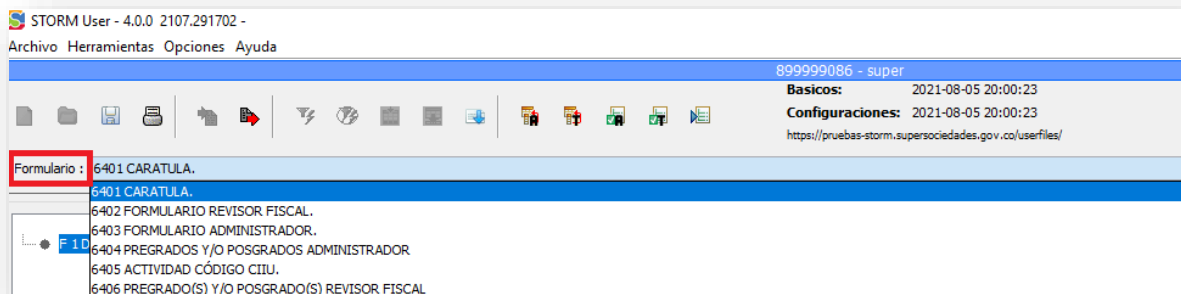 STORM User - 4.0.0 2107.291702 -
Archivo Herramientas Opciones Ayuda
899999086 - super
Basicos: 2021-08-05 20:00:23
Configuraciones: 2021-08-05 20:00:23
https://pruebas-storm.supersociedades.gov.co/userfiles/
Formulario : 6401 CARATULA.
6401 CARATULA.
6402 FORMULARIO REVISOR FISCAL.
6403 FORMULARIO ADMINISTRADOR.
F 1 D
6404 PREGRADOS Y/O POSGRADOS ADMINISTRADOR
6405 ACTIVIDAD CÓDIGO CIIU.
6406 PREGRADO(S) Y/O POSGRADO(S) REVISOR FISCAL